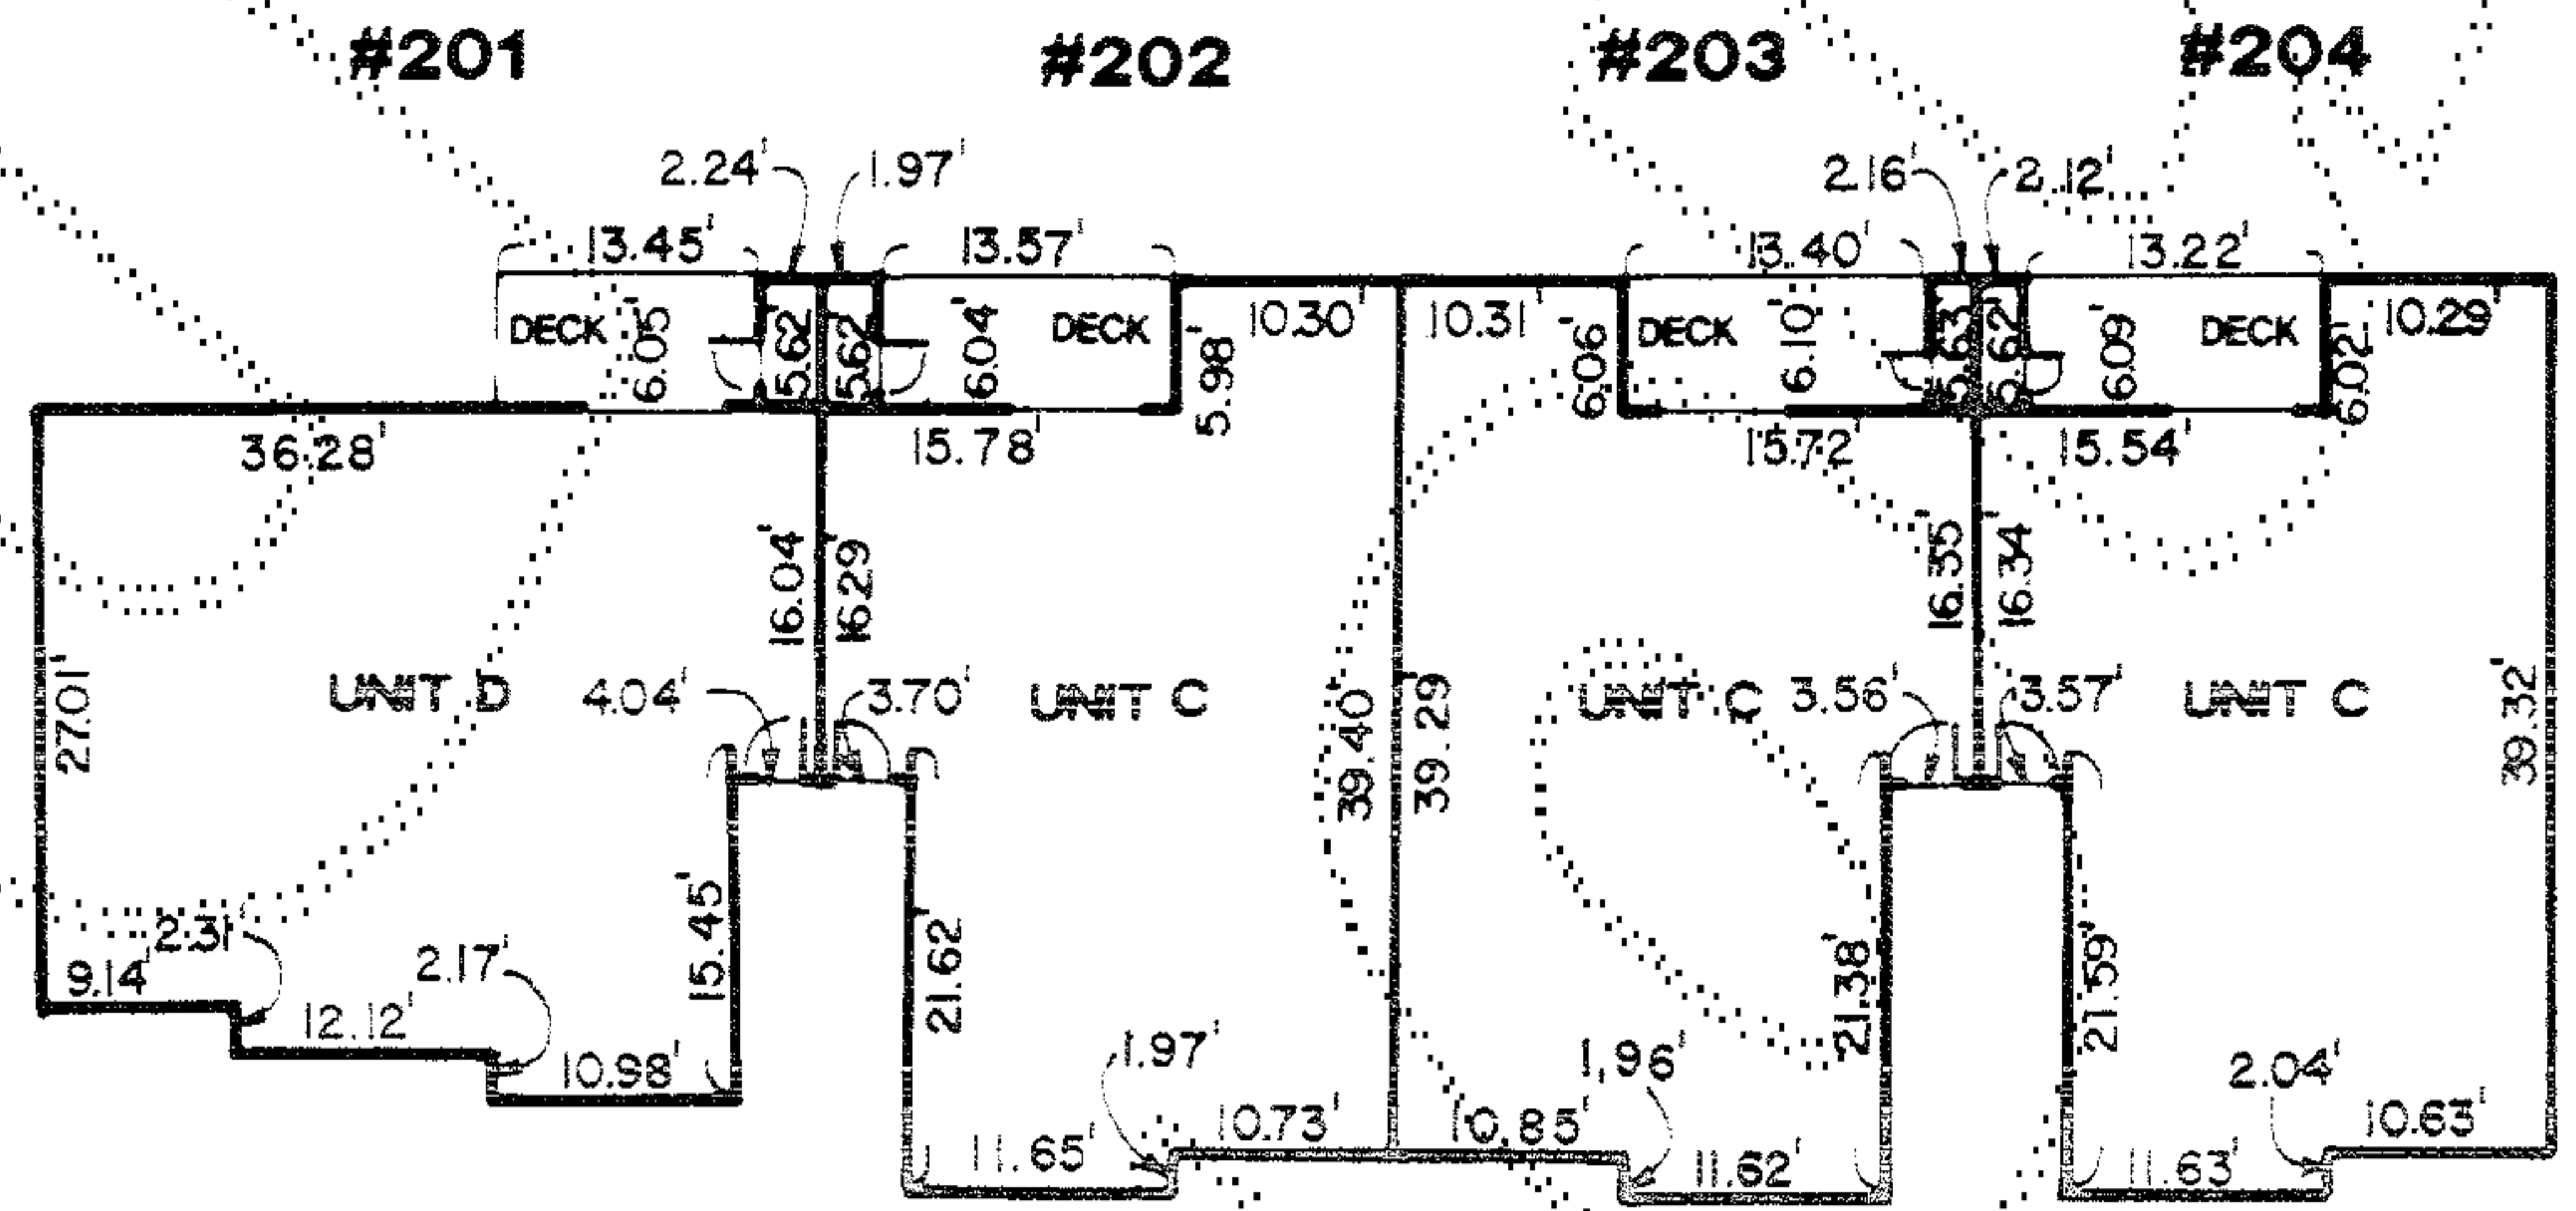 #201 #202 #203 #204
2.24' 1.97' 2.16' 2.12'
13.45' 13.57' 13.40' 13.22'
DECK 6.05' 5.62' 5.62' 6.04' DECK 5.98' 10.30' 10.31' 6.06' DECK 6.10' 5.63' 5.62' 6.09' DECK 6.02' 10.29'
36.28' 15.78' 15.72' 15.54'
16.04' 16.29' 16.35' 16.34'
27.01' UNIT D 4.04' 3.70' UNIT C 39.40' 39.29' UNIT C 3.56' 3.57' UNIT C 39.32'
2.31' 15.45' 21.62' 21.38' 21.59'
9.14' 2.17'
12.12' 1.97' 1.96' 2.04'
10.98' 10.73' 10.85' 10.63'
11.65' 11.62' 11.63'